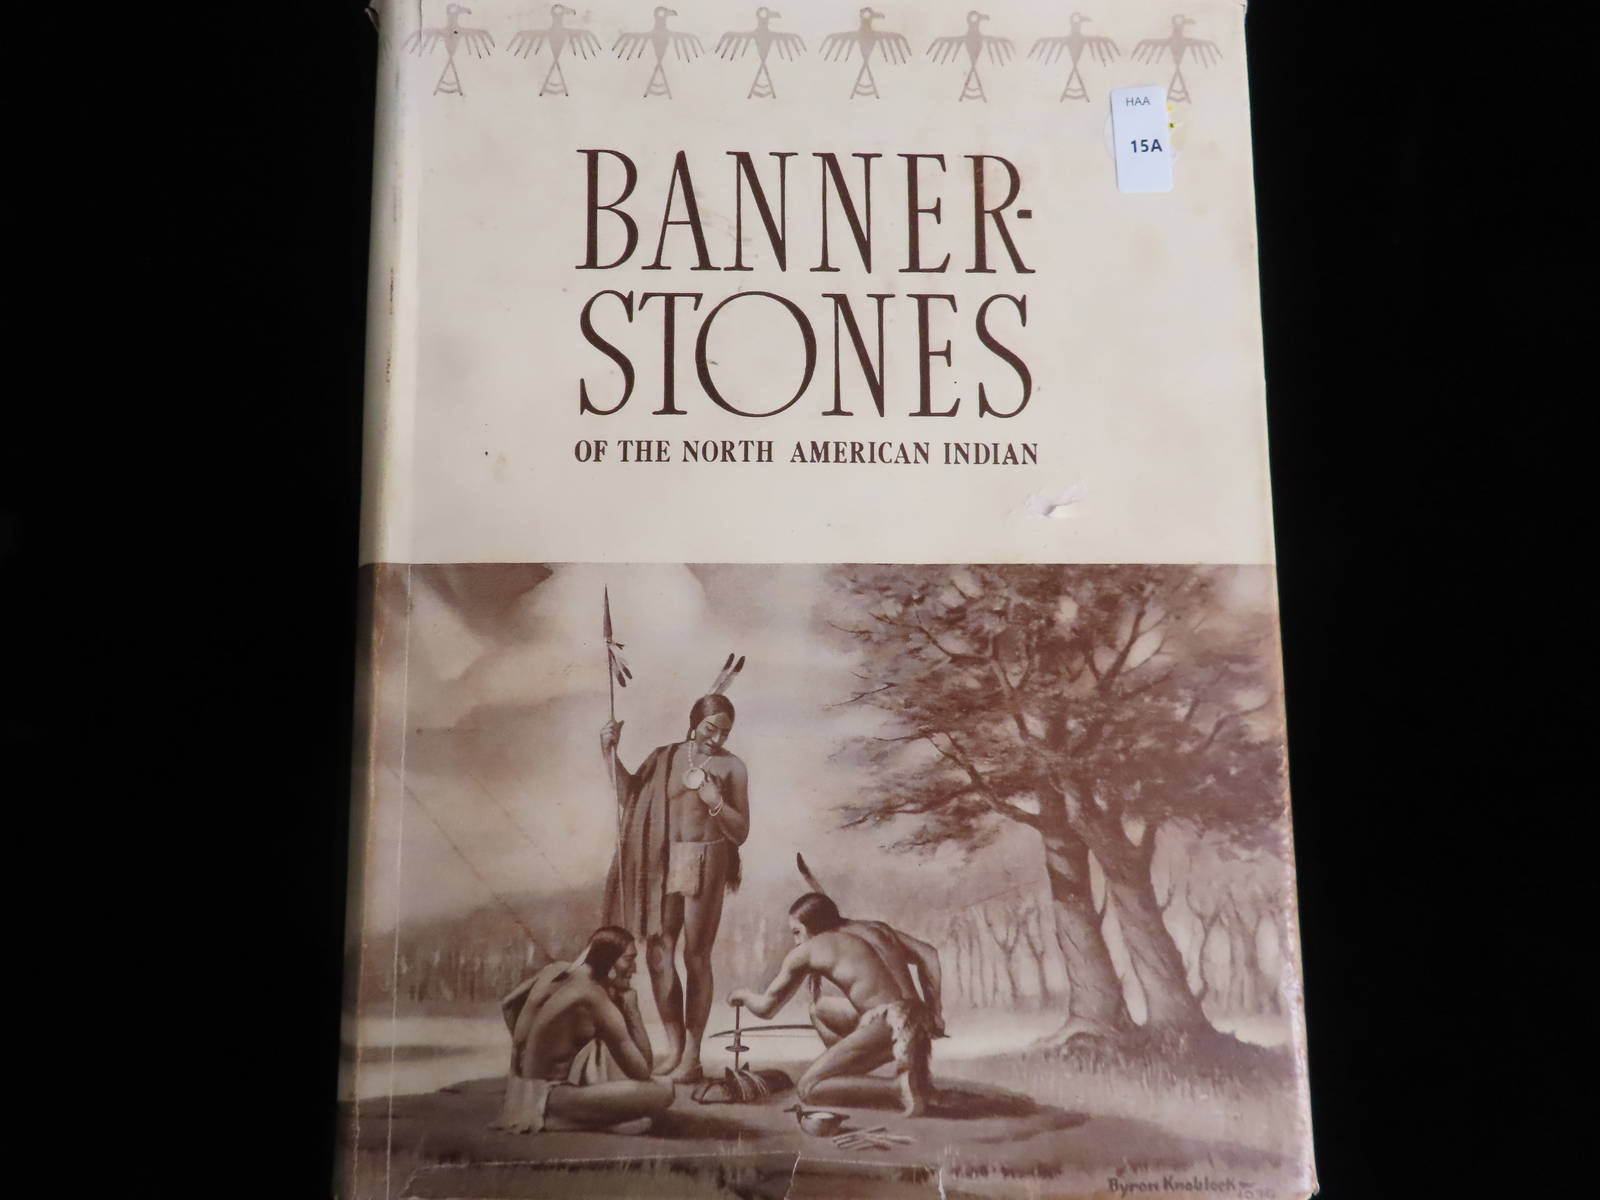 HAA
15A
BANNER-
STONES
OF THE NORTH AMERICAN INDIAN
Byron Knoblock